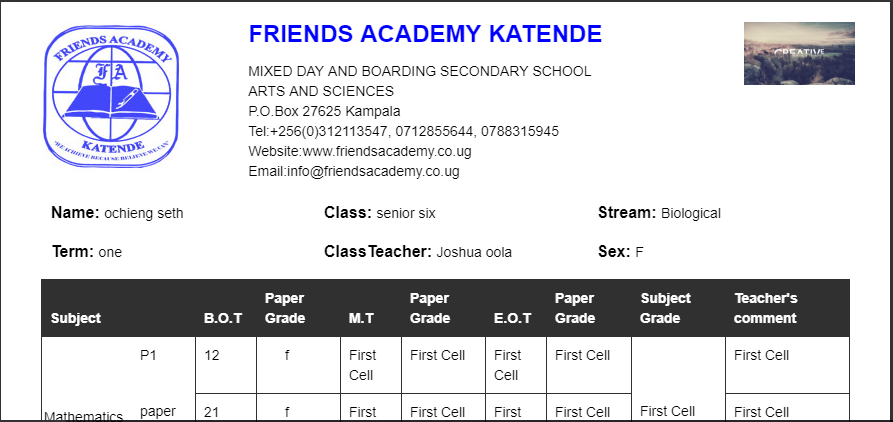 FRIENDS ACADEMY
FA
KATENDE
"WE ACHIEVE BECAUSE BELIEVE WE CAN"
FRIENDS ACADEMY KATENDE
CREATIVE
MIXED DAY AND BOARDING SECONDARY SCHOOL
ARTS AND SCIENCES
P.O.Box 27625 Kampala
Tel:+256(0)312113547, 0712855644, 0788315945
Website:www.friendsacademy.co.ug
Email:info@friendsacademy.co.ug
Name: ochieng seth Class: senior six Stream: Biological
Term: one ClassTeacher: Joshua oola Sex: F
Subject B.O.T Paper Grade M.T Paper Grade E.O.T Paper Grade Subject Grade Teacher's comment
P1 12 f First Cell First Cell First Cell First Cell First Cell
Mathematics paper 21 f First First Cell First First Cell First Cell First Cell